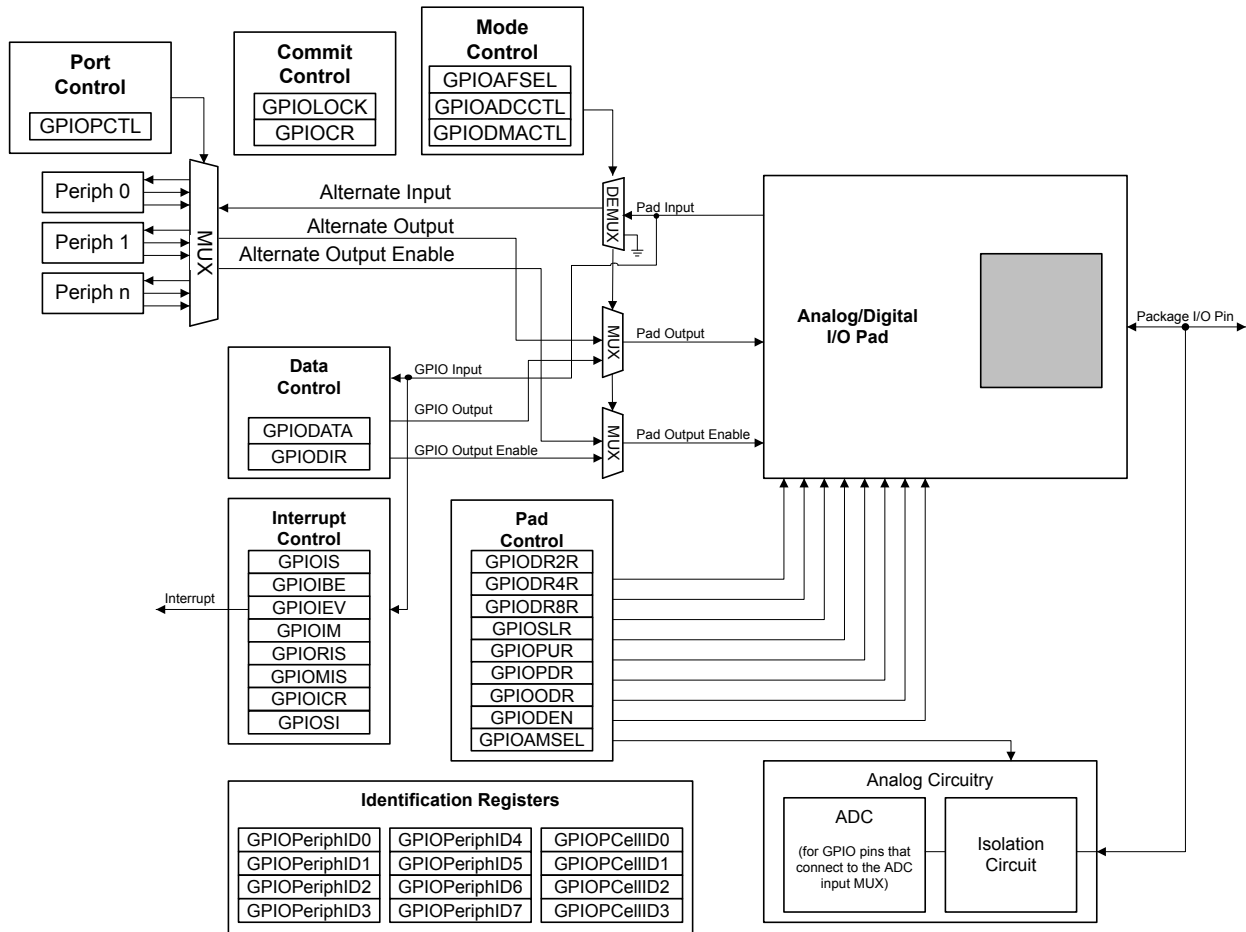 Port
Control
GPIOPCTL
Commit
Control
GPIOLOCK
GPIOCR
Mode
Control
GPIOAFSEL
GPIOADCCTL
GPIODMACTL
Periph 0
Periph 1
Periph n
MUX
Alternate Input
Alternate Output
Alternate Output Enable
DEMUX
Pad Input
MUX
Pad Output
MUX
Pad Output Enable
Analog/Digital
I/O Pad
Package I/O Pin
Data
Control
GPIODATA
GPIODIR
GPIO Input
GPIO Output
GPIO Output Enable
Interrupt
Control
GPIOIS
GPIOIBE
GPIOIEV
GPIOIM
GPIORIS
GPIOMIS
GPIOICR
GPIOSI
Interrupt
Pad
Control
GPIODR2R
GPIODR4R
GPIODR8R
GPIOSLR
GPIOPUR
GPIOPDR
GPIOODR
GPIODEN
GPIOAMSEL
Analog Circuitry
ADC
(for GPIO pins that
connect to the ADC
input MUX)
Isolation
Circuit
Identification Registers
GPIOPeriphID0
GPIOPeriphID1
GPIOPeriphID2
GPIOPeriphID3
GPIOPeriphID4
GPIOPeriphID5
GPIOPeriphID6
GPIOPeriphID7
GPIOPCellID0
GPIOPCellID1
GPIOPCellID2
GPIOPCellID3